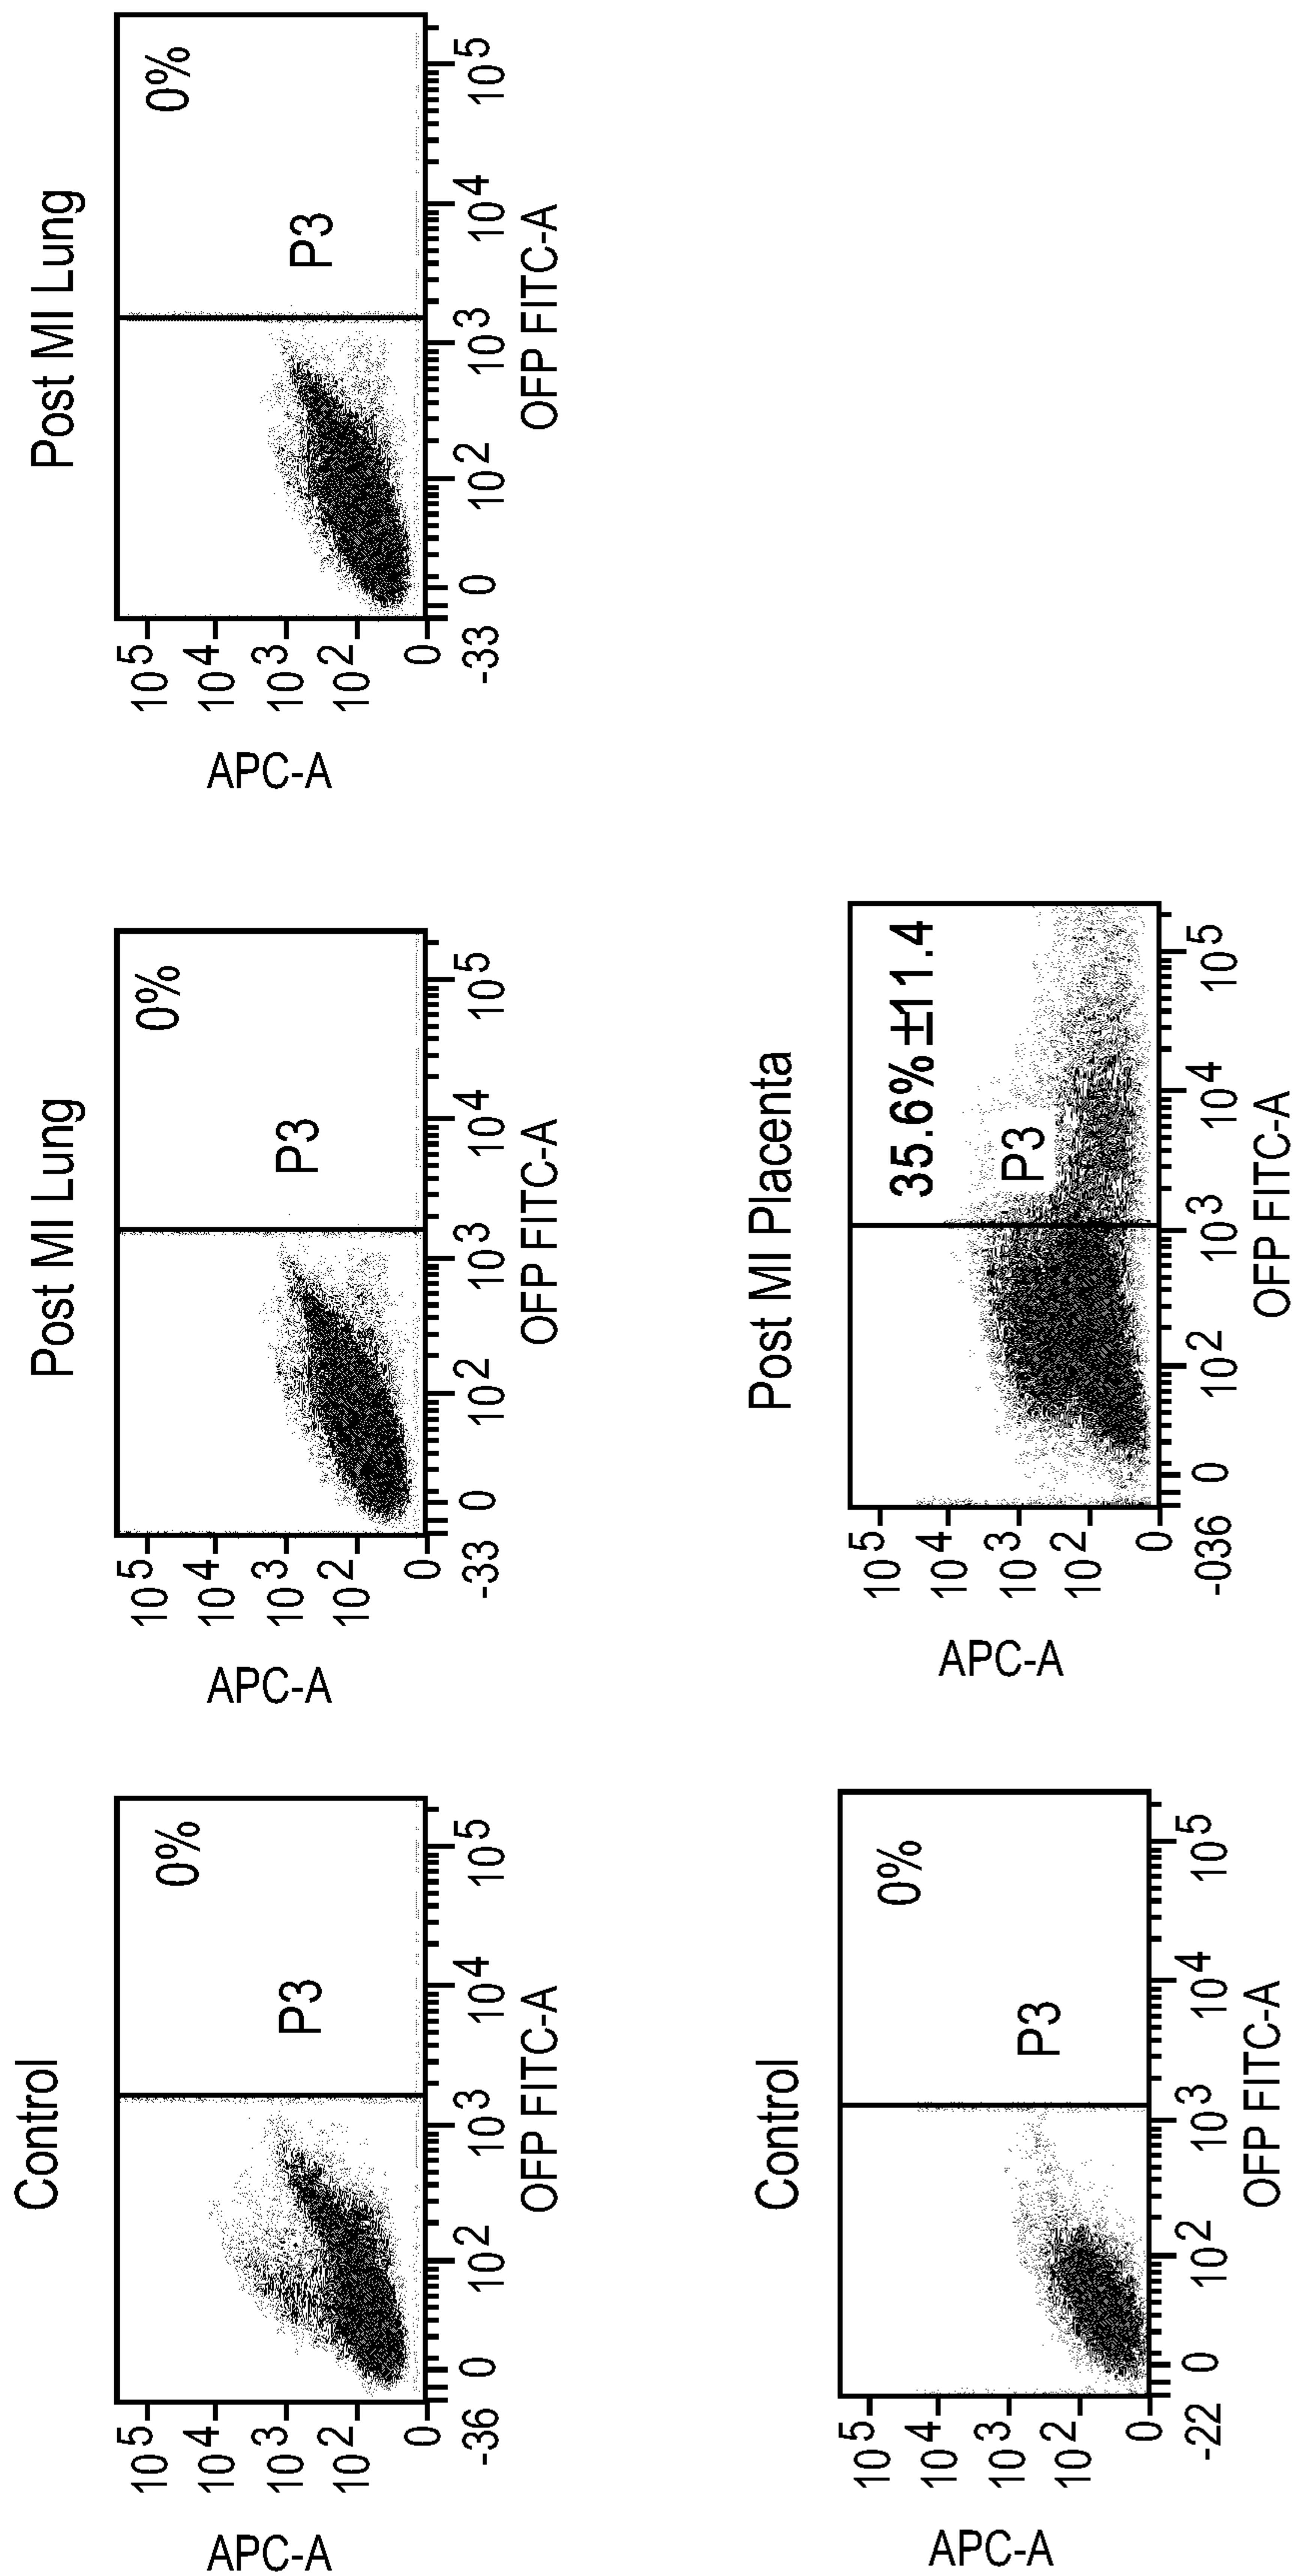 Control
0%
P3
10^5
10^4
10^3
10^2
0
APC-A
-36 0 10^2 10^3 10^4 10^5
OFP FITC-A
Post MI Lung
0%
P3
10^5
10^4
10^3
10^2
0
APC-A
-33 0 10^2 10^3 10^4 10^5
OFP FITC-A
Post MI Lung
0%
P3
10^5
10^4
10^3
10^2
0
APC-A
-33 0 10^2 10^3 10^4 10^5
OFP FITC-A
Control
0%
P3
10^5
10^4
10^3
10^2
0
APC-A
-22 0 10^2 10^3 10^4 10^5
OFP FITC-A
Post MI Placenta
35.6% ±11.4
P3
10^5
10^4
10^3
10^2
0
APC-A
-036 0 10^2 10^3 10^4 10^5
OFP FITC-A